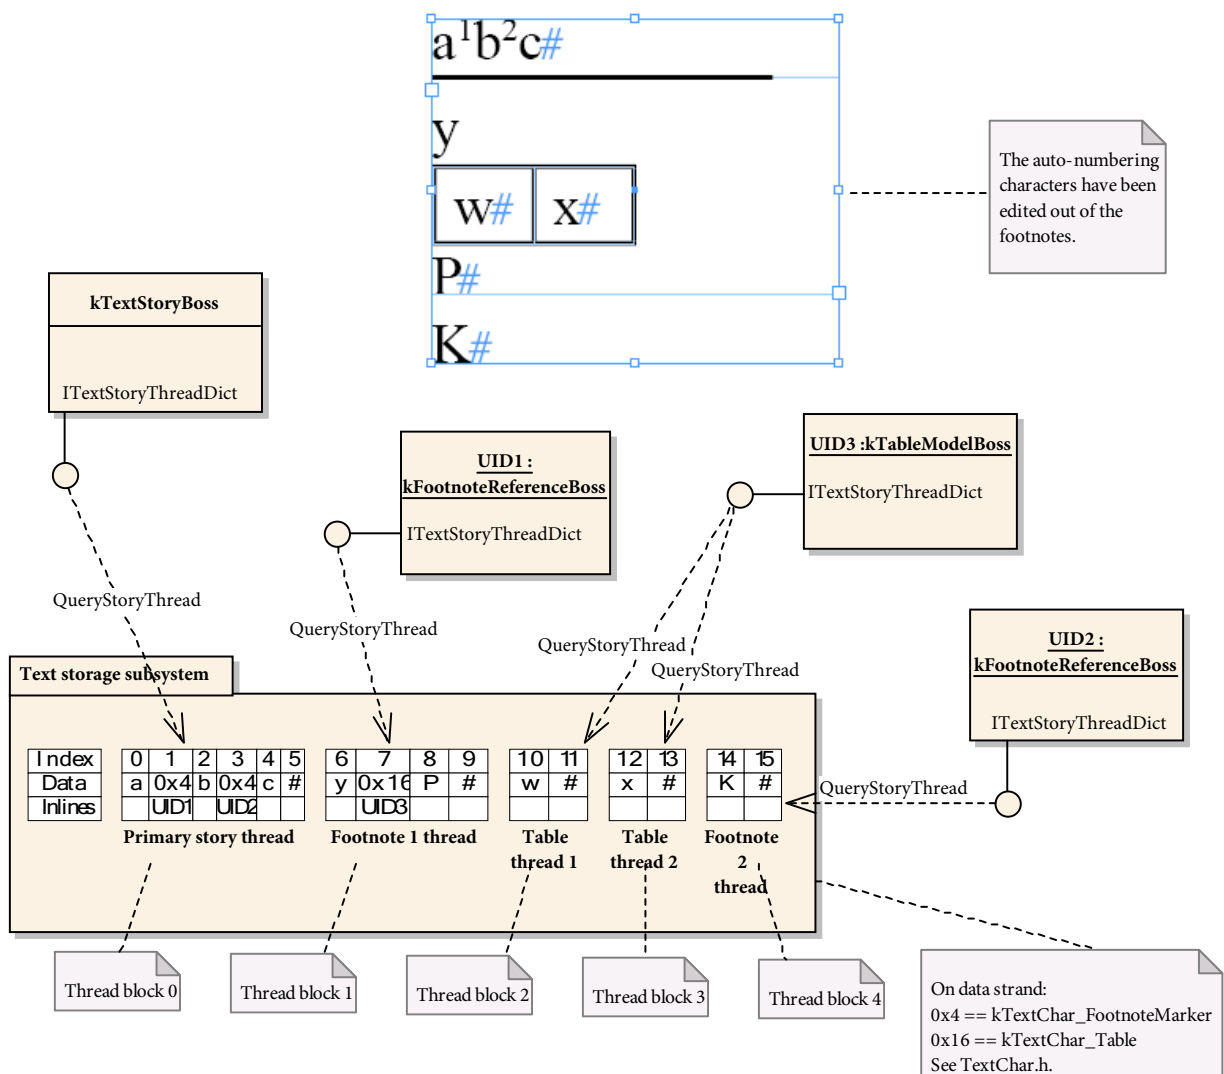 a¹b²c#
y
w# x#
P#
K#
The auto-numbering
characters have been
edited out of the
footnotes.
kTextStoryBoss
ITextStoryThreadDict
UID1 :
kFootnoteReferenceBoss
ITextStoryThreadDict
UID3 :kTableModelBoss
ITextStoryThreadDict
QueryStoryThread
QueryStoryThread
QueryStoryThread
QueryStoryThread
UID2 :
kFootnoteReferenceBoss
ITextStoryThreadDict
QueryStoryThread
Text storage subsystem
Index 0 1 2 3 4 5 6 7 8 9 10 11 12 13 14 15
Data a 0x4 b 0x4 c # y 0x16 P # w # x # K #
Inlines UID1 UID2 UID3
Primary story thread
Footnote 1 thread
Table
thread 1
Table
thread 2
Footnote
2
thread
Thread block 0
Thread block 1
Thread block 2
Thread block 3
Thread block 4
On data strand:
0x4 == kTextChar_FootnoteMarker
0x16 == kTextChar_Table
See TextChar.h.